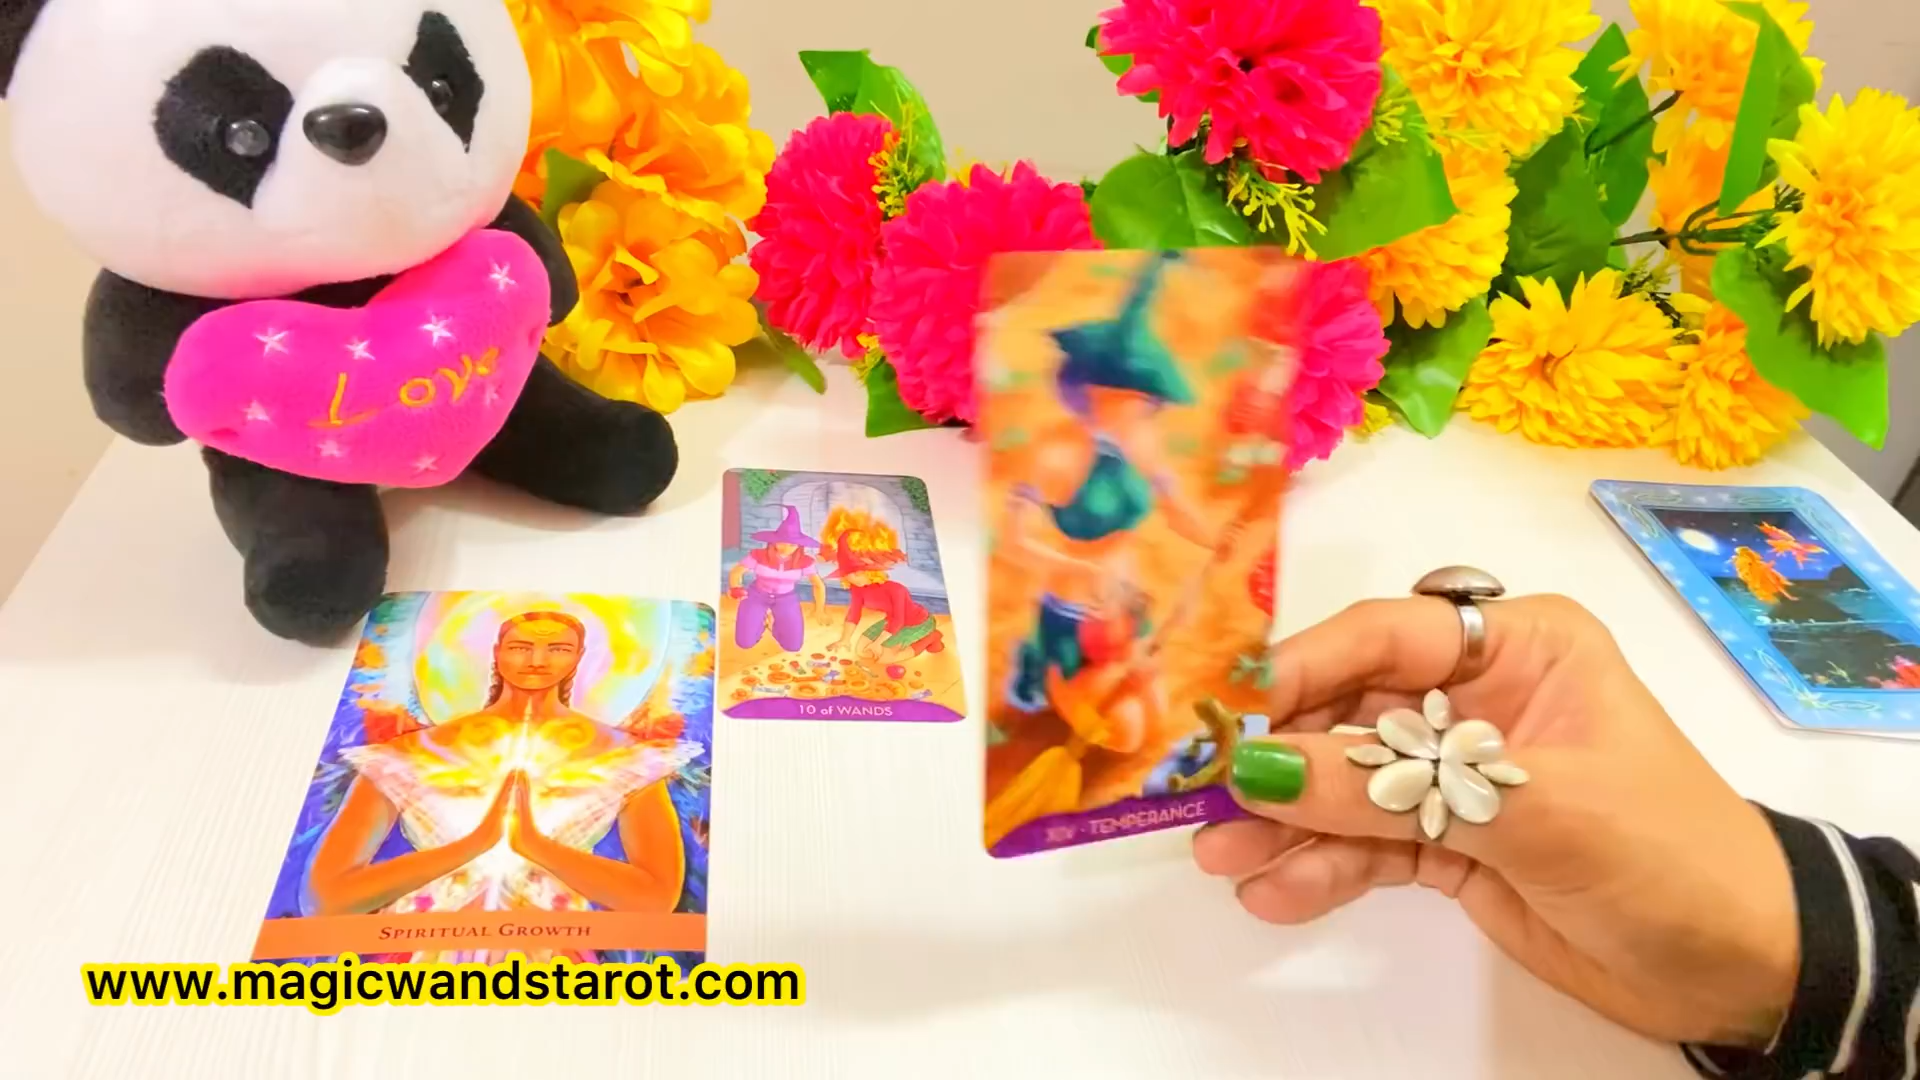 Love
10 of WANDS
XIV · TEMPERANCE
SPIRITUAL GROWTH
www.magicwandstarot.com